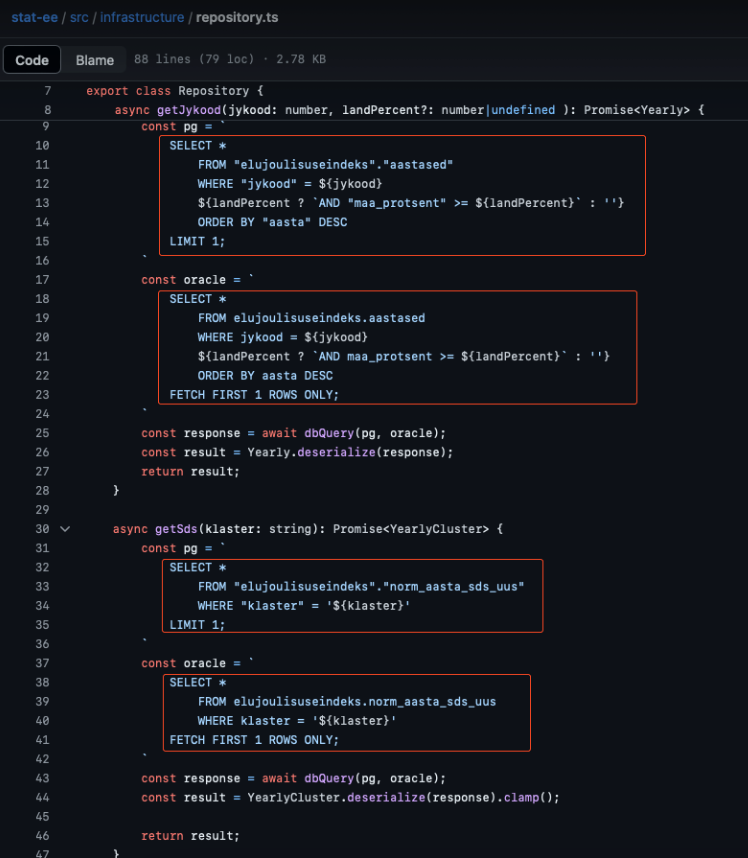 stat-ee / src / infrastructure / repository.ts
Code Blame 88 lines (79 loc) · 2.78 KB
7 export class Repository {
8 async getJykood(jykood: number, landPercent?: number|undefined ): Promise<Yearly> {
9 const pg = `
10 SELECT *
11 FROM "elujoulisuseindeks"."aastased"
12 WHERE "jykood" = ${jykood}
13 ${landPercent ? `AND "maa_protsent" >= ${landPercent}` : ''}
14 ORDER BY "aasta" DESC
15 LIMIT 1;
16 `
17 const oracle = `
18 SELECT *
19 FROM elujoulisuseindeks.aastased
20 WHERE jykood = ${jykood}
21 ${landPercent ? `AND maa_protsent >= ${landPercent}` : ''}
22 ORDER BY aasta DESC
23 FETCH FIRST 1 ROWS ONLY;
24 `
25 const response = await dbQuery(pg, oracle);
26 const result = Yearly.deserialize(response);
27 return result;
28 }
29
30 async getSds(klaster: string): Promise<YearlyCluster> {
31 const pg = `
32 SELECT *
33 FROM "elujoulisuseindeks"."norm_aasta_sds_uus"
34 WHERE "klaster" = '${klaster}'
35 LIMIT 1;
36 `
37 const oracle = `
38 SELECT *
39 FROM elujoulisuseindeks.norm_aasta_sds_uus
40 WHERE klaster = '${klaster}'
41 FETCH FIRST 1 ROWS ONLY;
42 `
43 const response = await dbQuery(pg, oracle);
44 const result = YearlyCluster.deserialize(response).clamp();
45
46 return result;
47 }